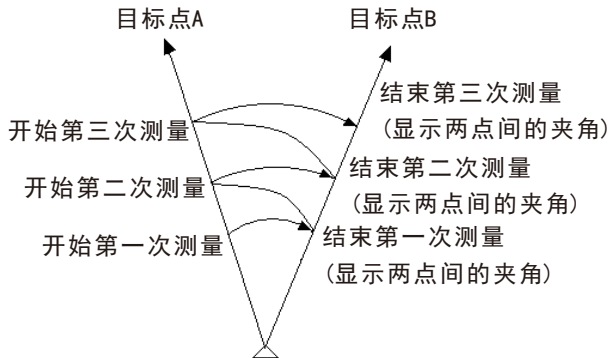 目标点A
目标点B
结束第三次测量
(显示两点间的夹角)
开始第三次测量
结束第二次测量
(显示两点间的夹角)
开始第二次测量
结束第一次测量
(显示两点间的夹角)
开始第一次测量